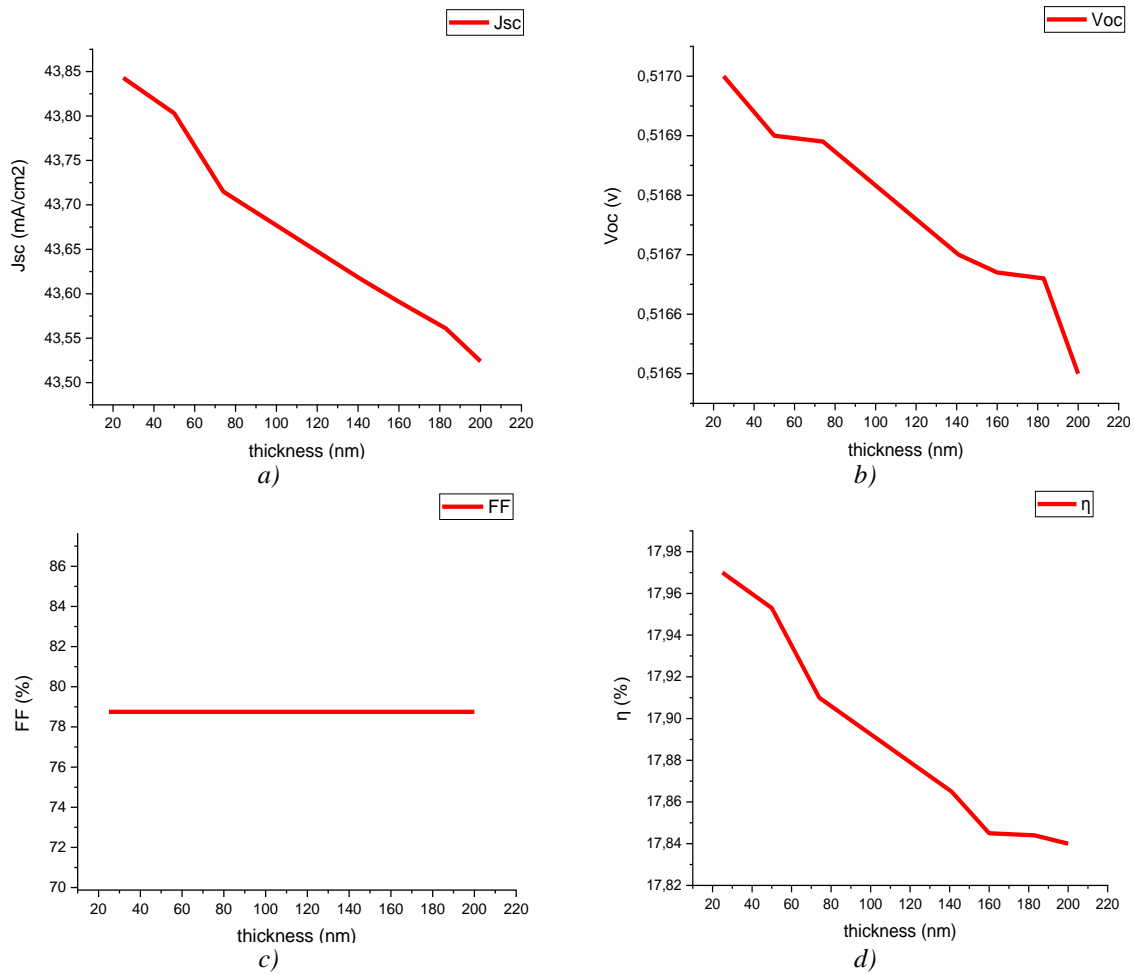 Jsc
43,85
43,80
43,75
43,70
43,65
43,60
43,55
43,50
Jsc (mA/cm2)
20 40 60 80 100 120 140 160 180 200 220
thickness (nm)
a)
Voc
0,5170
0,5169
0,5168
0,5167
0,5166
0,5165
Voc (v)
20 40 60 80 100 120 140 160 180 200 220
thickness (nm)
b)
FF
86
84
82
80
78
76
74
72
70
FF (%)
20 40 60 80 100 120 140 160 180 200 220
thickness (nm)
c)
η
17,98
17,96
17,94
17,92
17,90
17,88
17,86
17,84
17,82
η (%)
20 40 60 80 100 120 140 160 180 200 220
thickness (nm)
d)